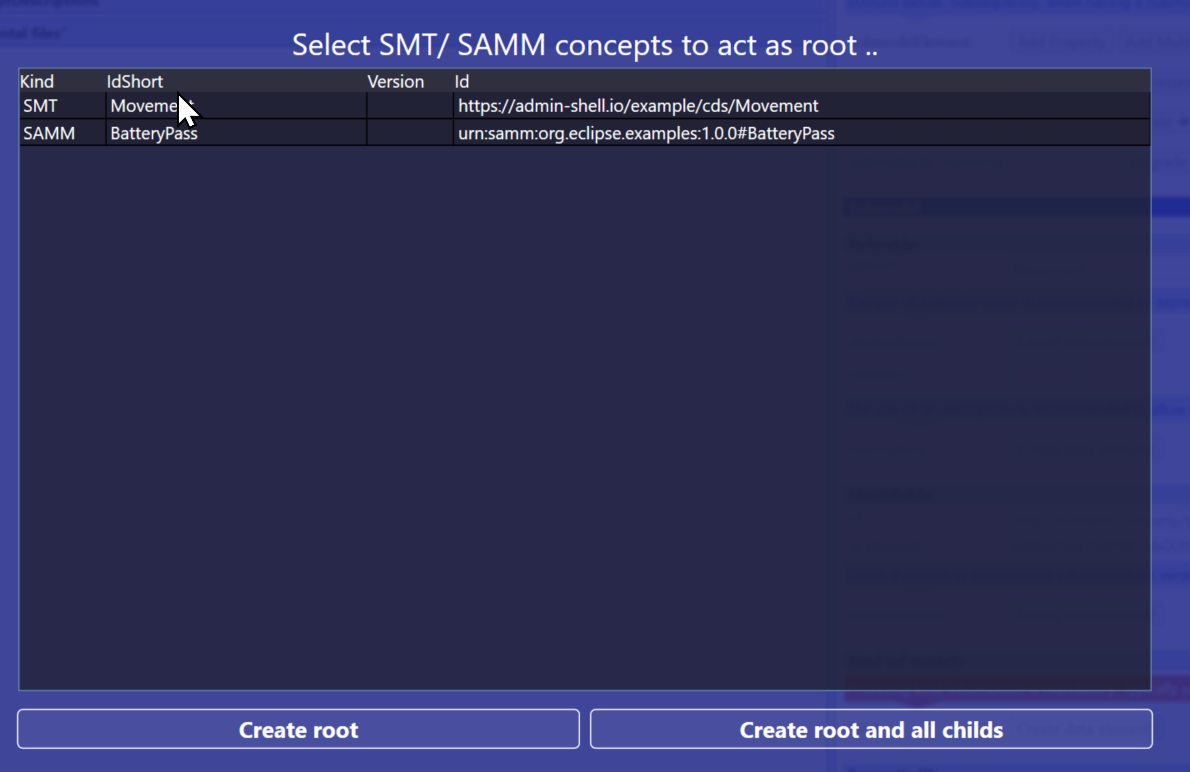 Select SMT/ SAMM concepts to act as root ..
Kind IdShort Version Id
SMT https://admin-shell.io/example/cds/Movement
SAMM BatteryPass urn:samm:org.eclipse.examples:1.0.0#BatteryPass
Create root Create root and all childs